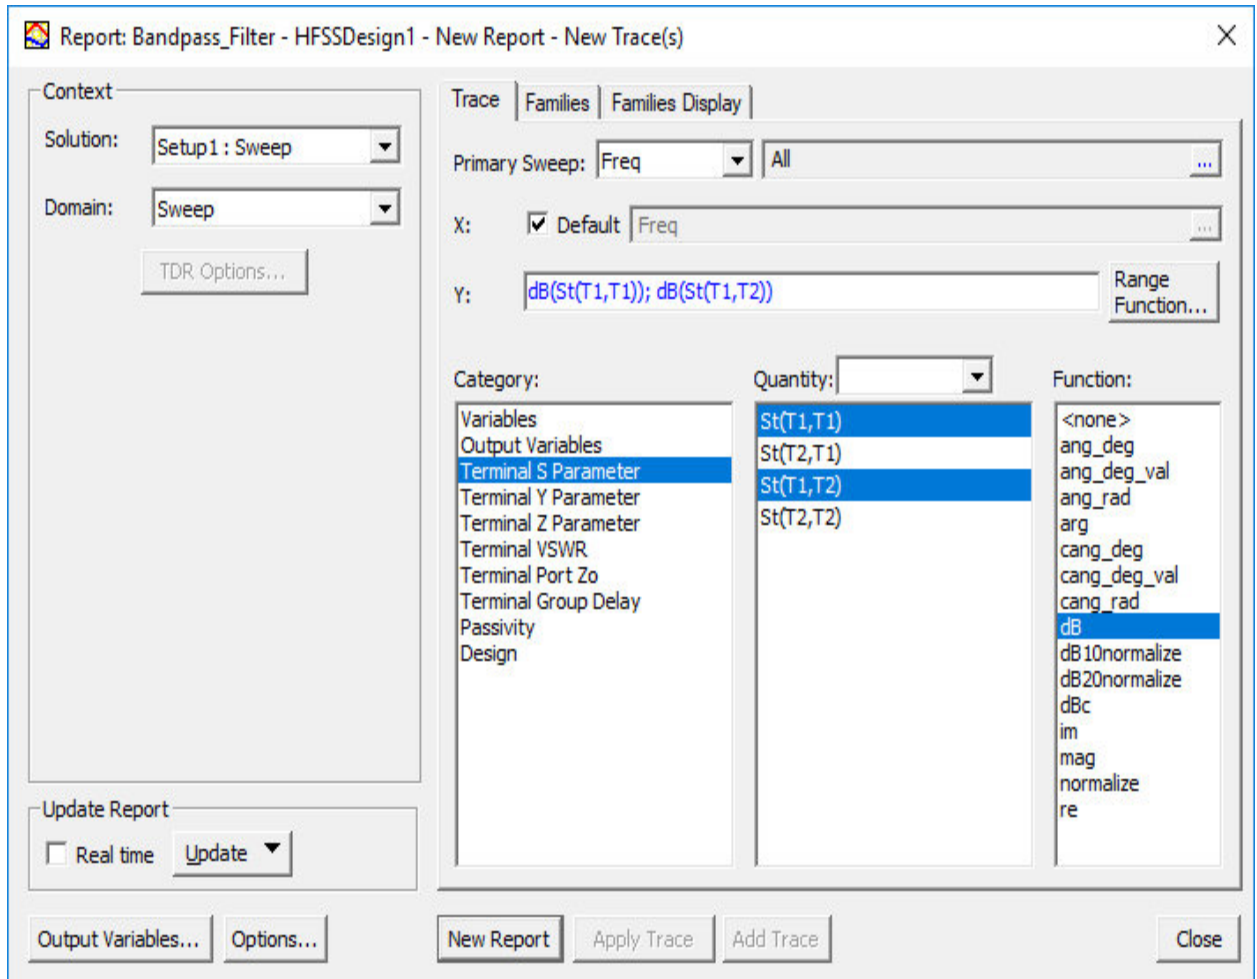 Report: Bandpass_Filter - HFSSDesign1 - New Report - New Trace(s)
Context
Solution: Setup1 : Sweep
Domain: Sweep
TDR Options...
Update Report
Real time Update
Output Variables... Options...
Trace Families Families Display
Primary Sweep: Freq All ...
X: Default Freq ...
Y: dB(St(T1,T1)); dB(St(T1,T2))
Range
Function...
Category:
Variables
Output Variables
Terminal S Parameter
Terminal Y Parameter
Terminal Z Parameter
Terminal VSWR
Terminal Port Zo
Terminal Group Delay
Passivity
Design
Quantity:
St(T1,T1)
St(T2,T1)
St(T1,T2)
St(T2,T2)
Function:
<none>
ang_deg
ang_deg_val
ang_rad
arg
cang_deg
cang_deg_val
cang_rad
dB
dB10normalize
dB20normalize
dBc
im
mag
normalize
re
New Report Apply Trace Add Trace Close